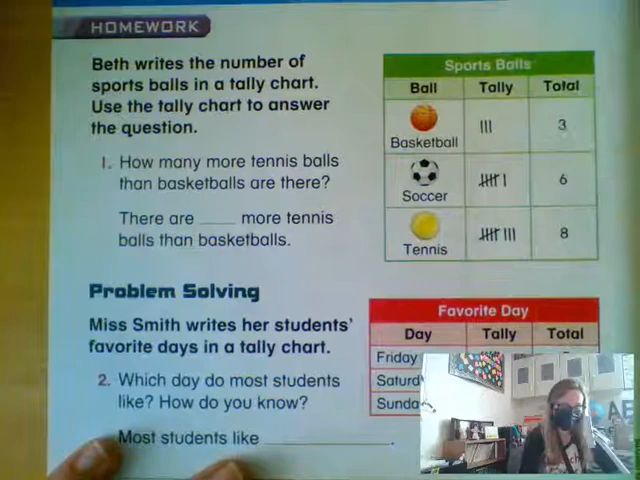 HOMEWORK
Beth writes the number of
sports balls in a tally chart.
Use the tally chart to answer
the question.
1. How many more tennis balls
than basketballs are there?
There are ____ more tennis
balls than basketballs.
Sports Balls
Ball Tally Total
Basketball 3
Soccer 6
Tennis 8
Problem Solving
Miss Smith writes her students'
favorite days in a tally chart.
2. Which day do most students
like? How do you know?
Most students like ____.
Favorite Day
Day Tally Total
Friday
Saturd
Sunda